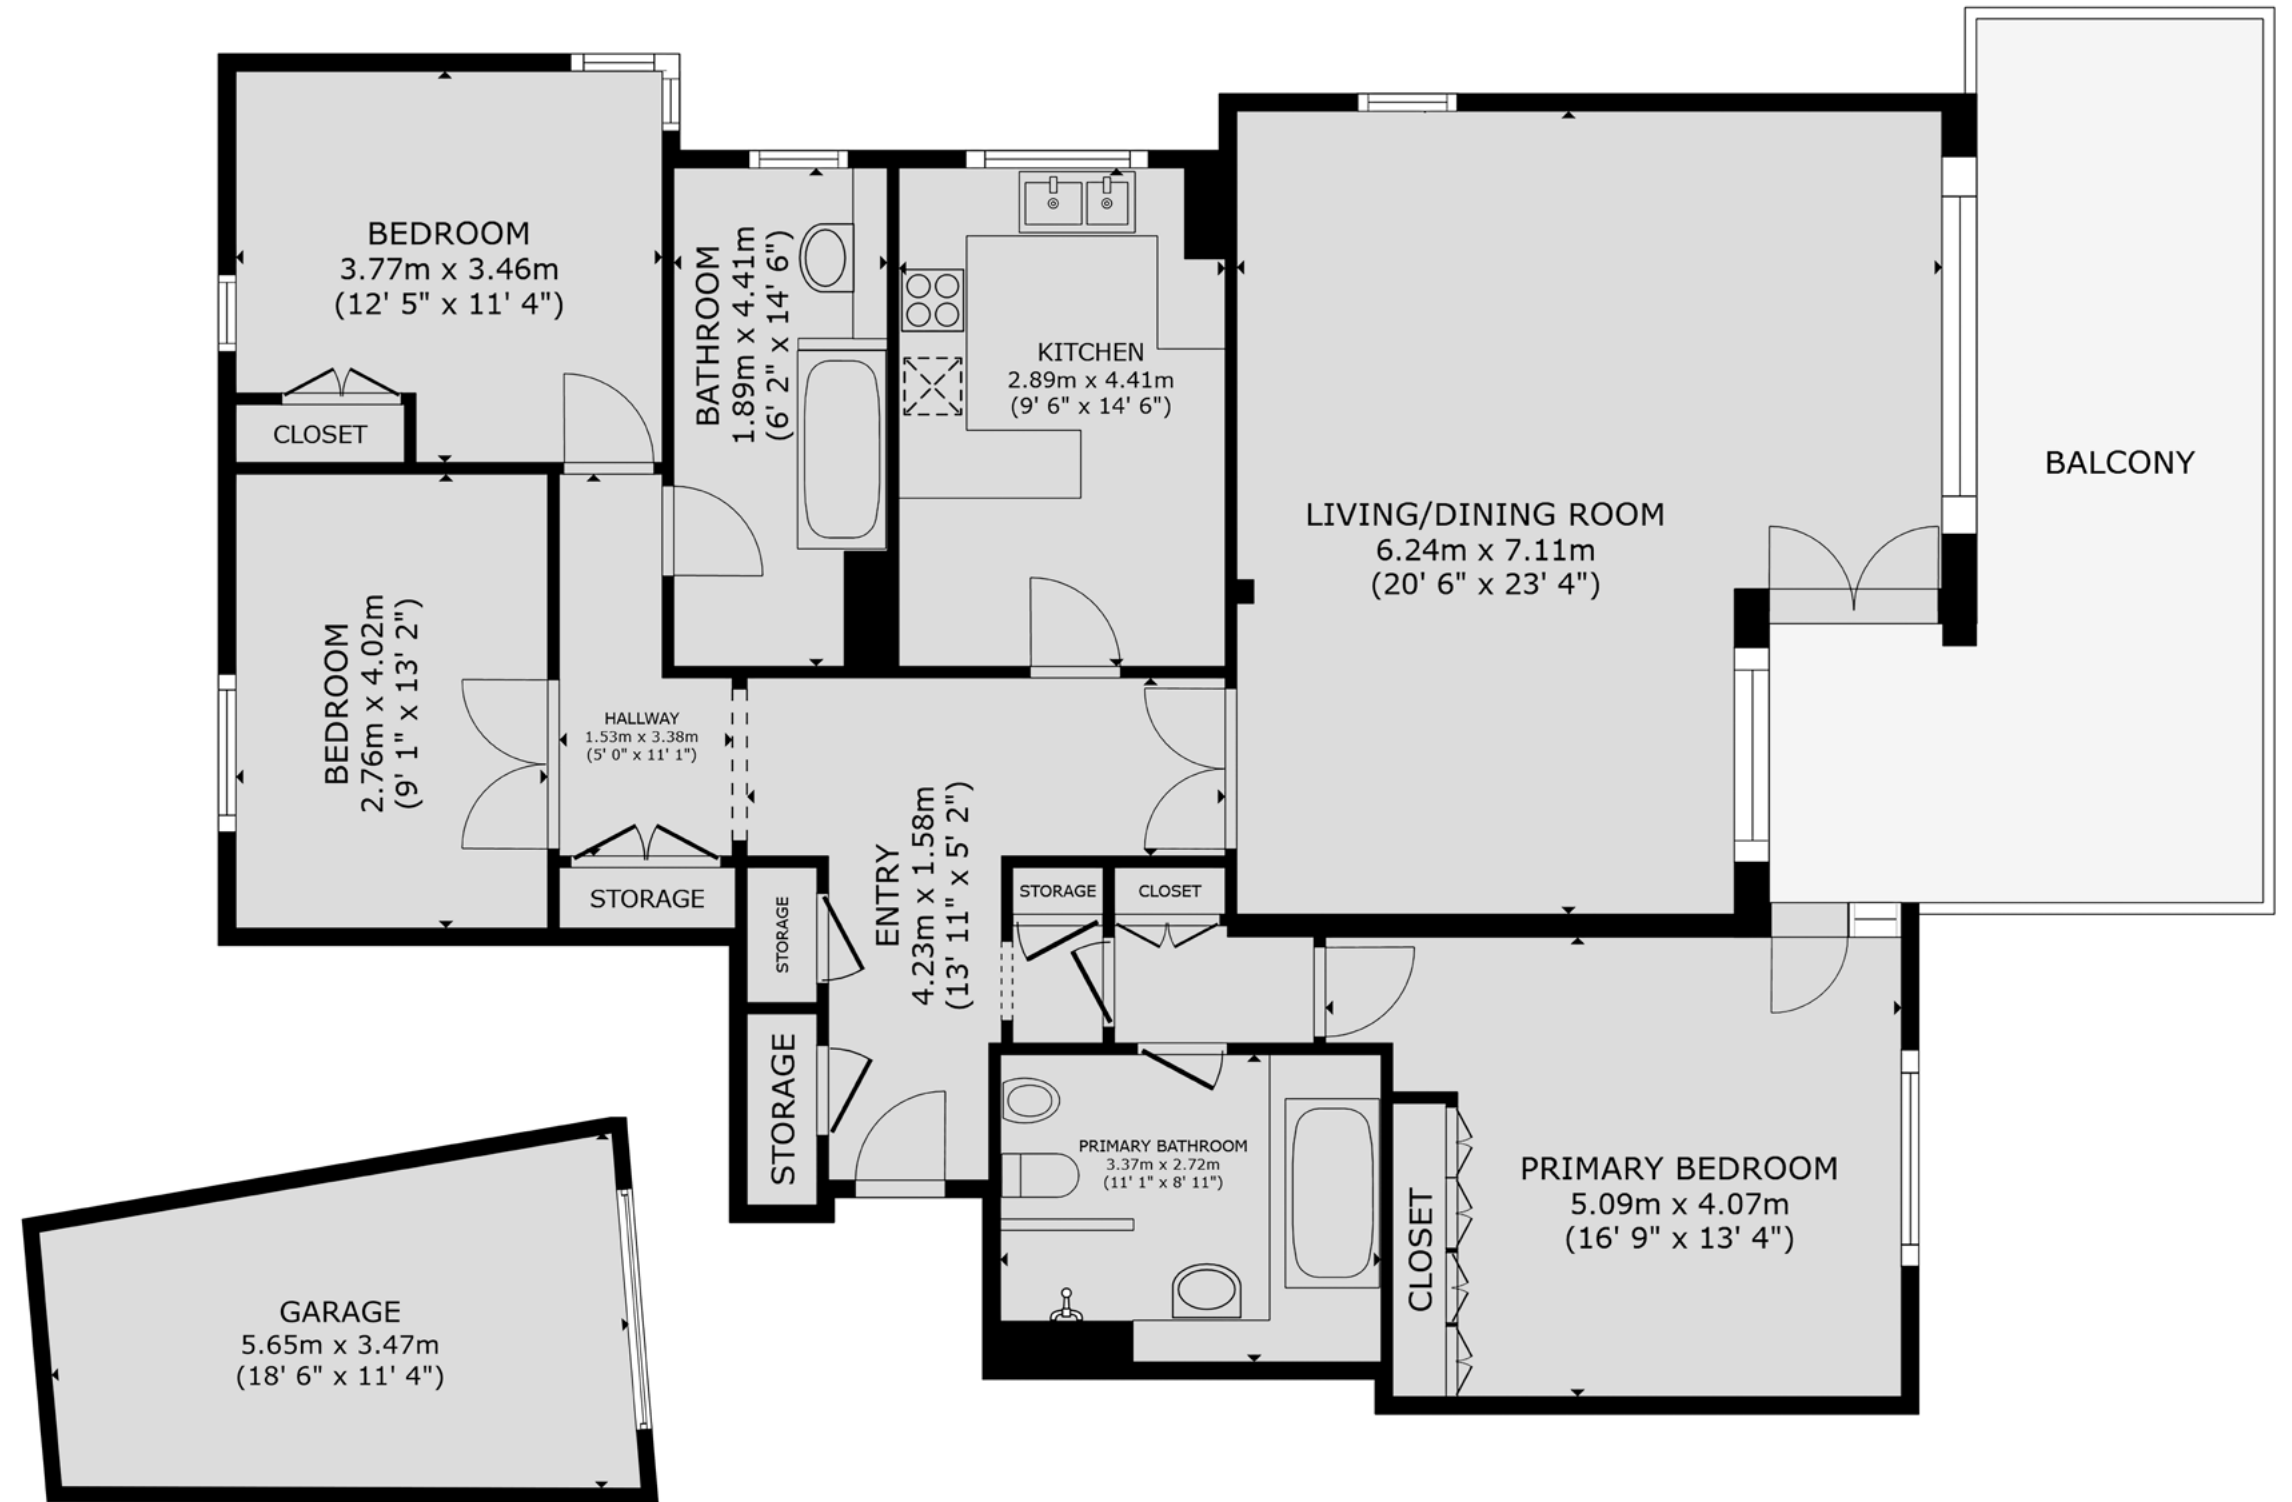 BEDROOM
3.77m x 3.46m
(12' 5" x 11' 4")
CLOSET
BATHROOM
1.89m x 4.41m
(6' 2" x 14' 6")
KITCHEN
2.89m x 4.41m
(9' 6" x 14' 6")
LIVING/DINING ROOM
6.24m x 7.11m
(20' 6" x 23' 4")
BALCONY
BEDROOM
2.76m x 4.02m
(9' 1" x 13' 2")
HALLWAY
1.53m x 3.38m
(5' 0" x 11' 1")
STORAGE
STORAGE
STORAGE
ENTRY
4.23m x 1.58m
(13' 11" x 5' 2")
STORAGE
CLOSET
PRIMARY BATHROOM
3.37m x 2.72m
(11' 1" x 8' 11")
CLOSET
PRIMARY BEDROOM
5.09m x 4.07m
(16' 9" x 13' 4")
GARAGE
5.65m x 3.47m
(18' 6" x 11' 4")